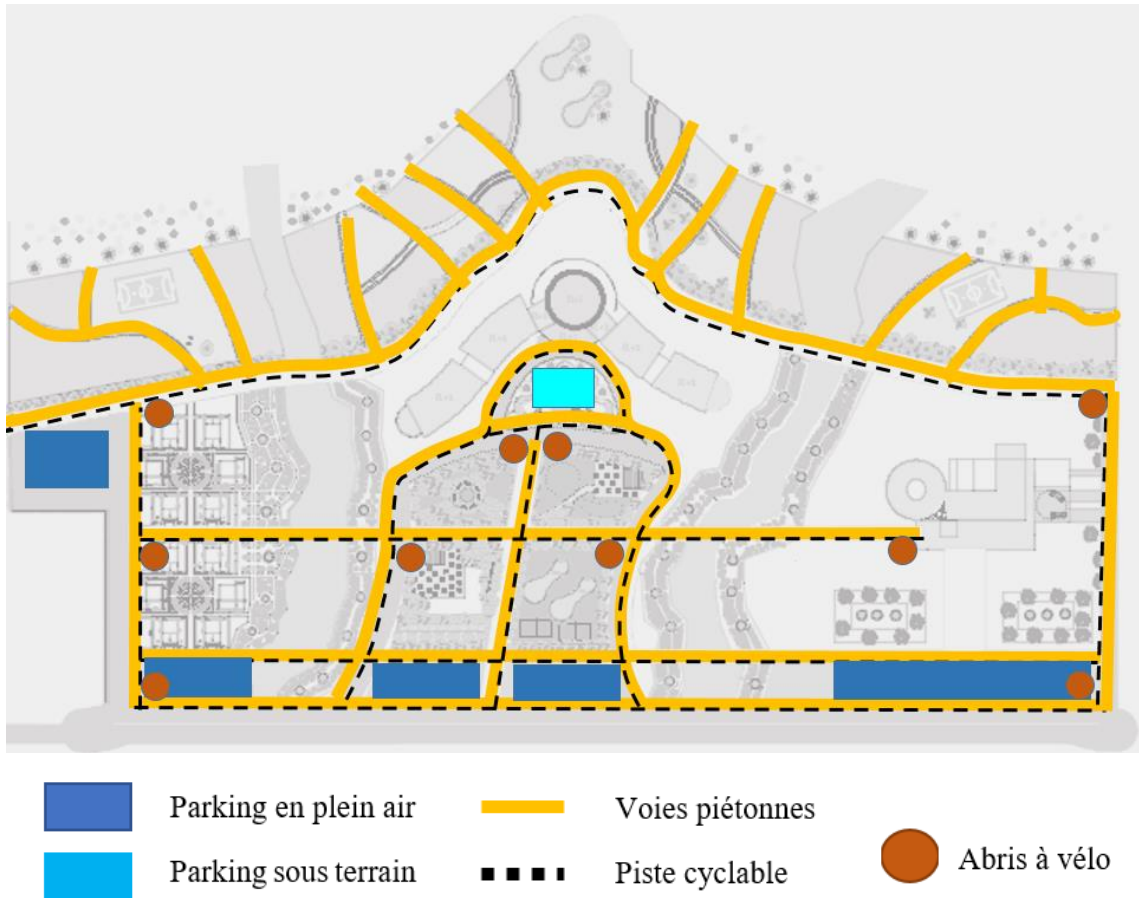 Parking en plein air
Voies piétonnes
Abris à vélo
Parking sous terrain
Piste cyclable